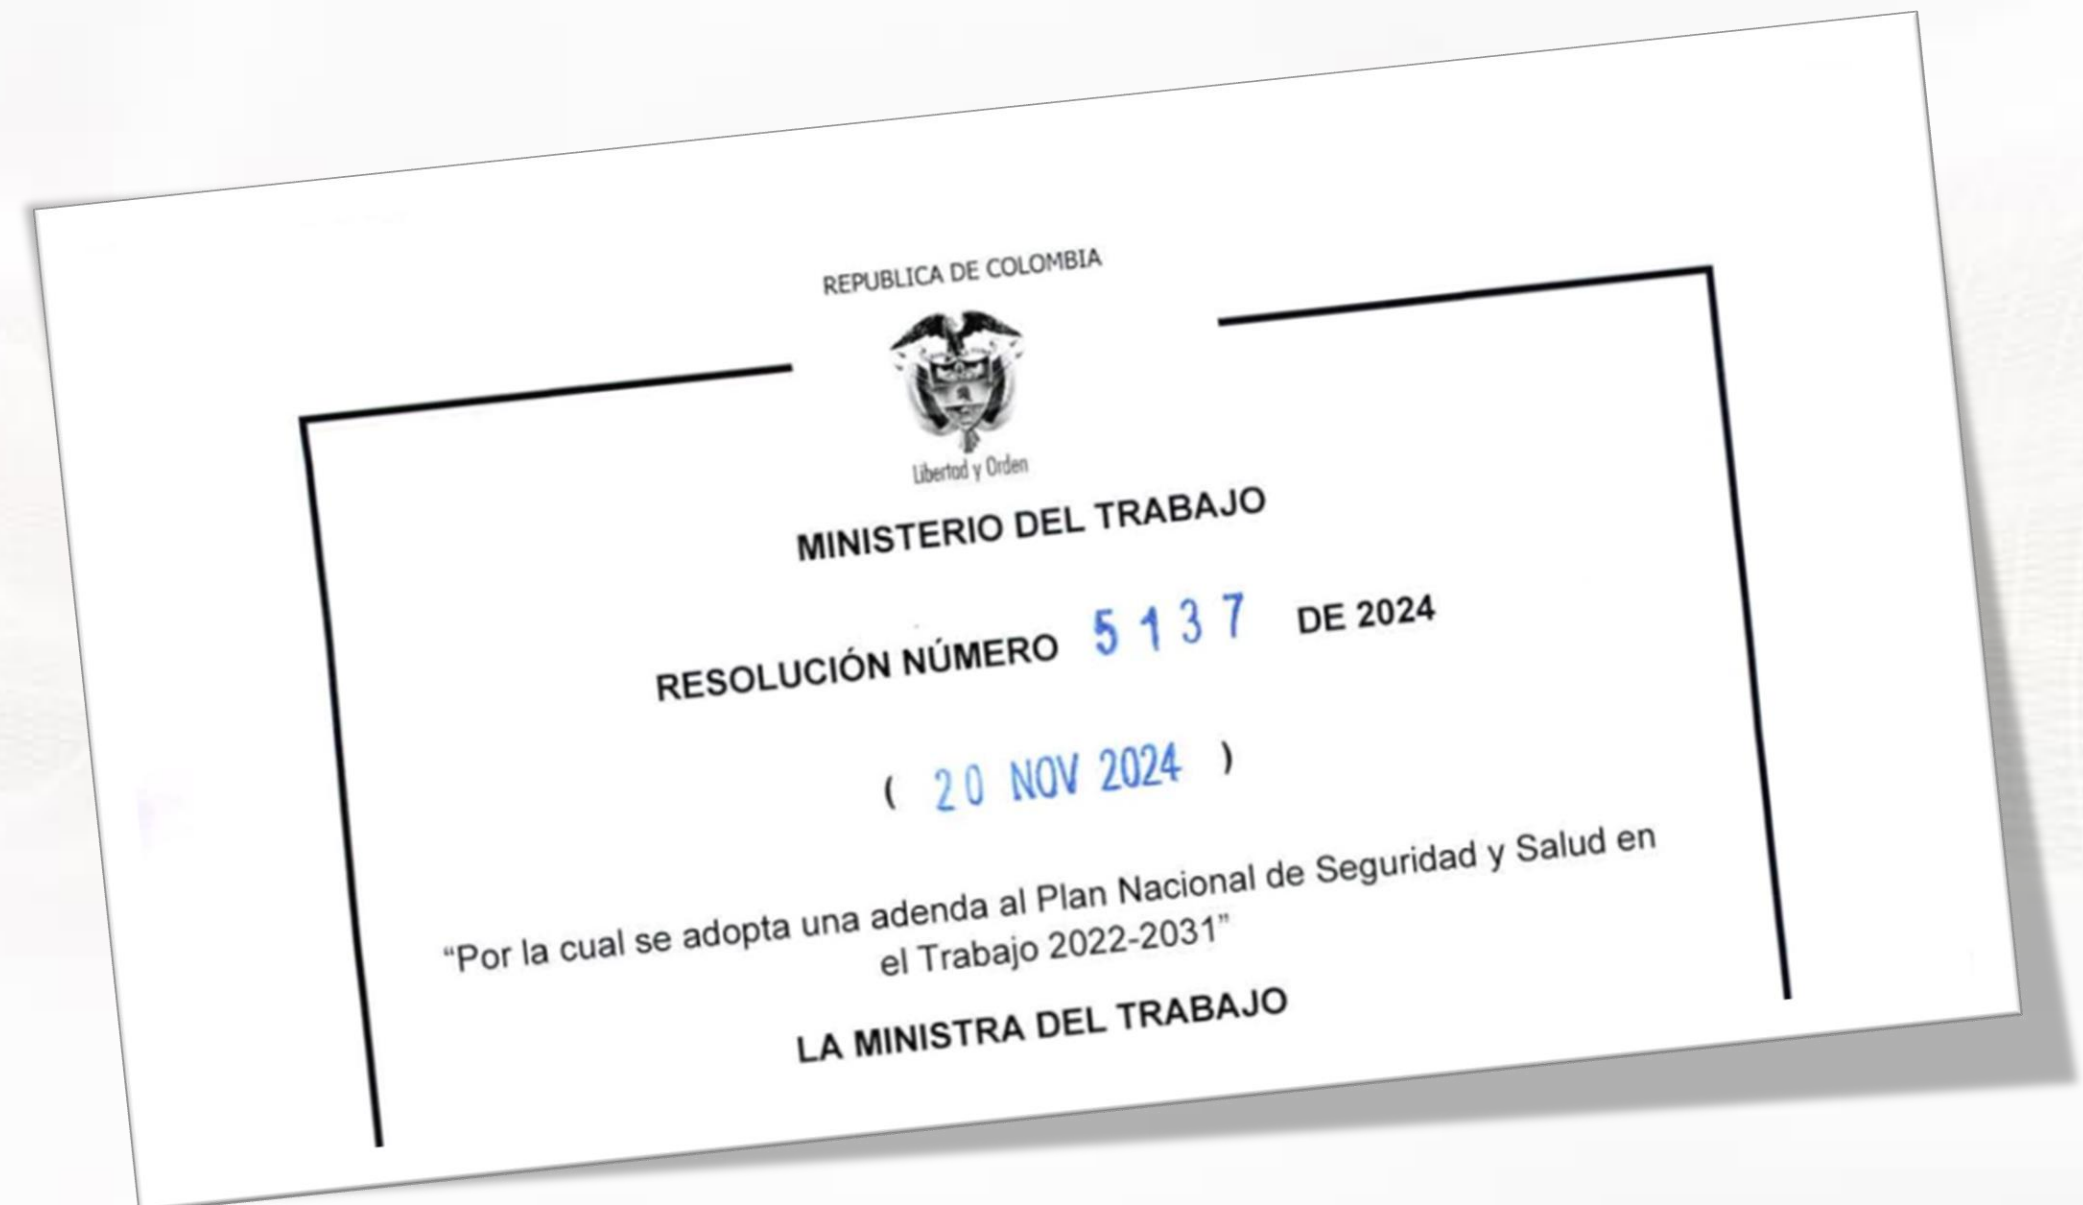 REPUBLICA DE COLOMBIA
Libertad y Orden
MINISTERIO DEL TRABAJO
RESOLUCIÓN NÚMERO 5137 DE 2024
( 20 NOV 2024 )
“Por la cual se adopta una adenda al Plan Nacional de Seguridad y Salud en
el Trabajo 2022-2031”
LA MINISTRA DEL TRABAJO